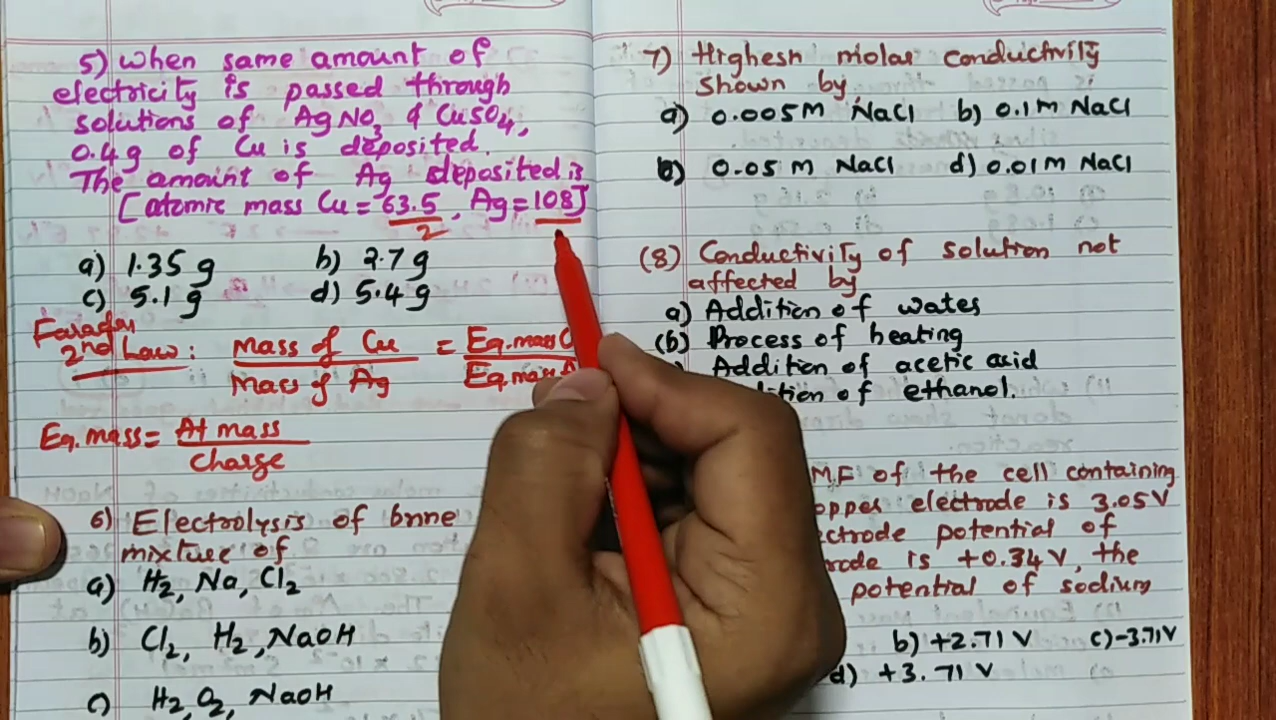 5) When same amount of
electricity is passed through
solutions of AgNO3 & CuSO4,
0.4g of Cu is deposited.
The amount of Ag deposited is
[atomic mass Cu = 63.5, Ag = 108]
2
a) 1.35 g b) 2.7 g
c) 5.1 g d) 5.4 g
Faraday
2nd Law: Mass of Cu / Mass of Ag = Eq. mass C / Eq. mass
Eq. mass = At mass / Charge
6) Electrolysis of brine
mixture of
a) H2, Na, Cl2
b) Cl2, H2, NaOH
c) H2, O2, NaOH
7) Highesh molar conductivity
shown by
a) 0.005M NaCl b) 0.1M NaCl
0.05 M NaCl d) 0.01M NaCl
(8) Conductivity of solution not
affected by
a) Addition of water
(b) Process of heating
Addition of acetic acid
of ethanol.
MF of the cell containing
electrode is 3.05V
potential of
is +0.34V, the
potential of sodium
b) +2.71 V c) -3.71V
d) +3.71 V